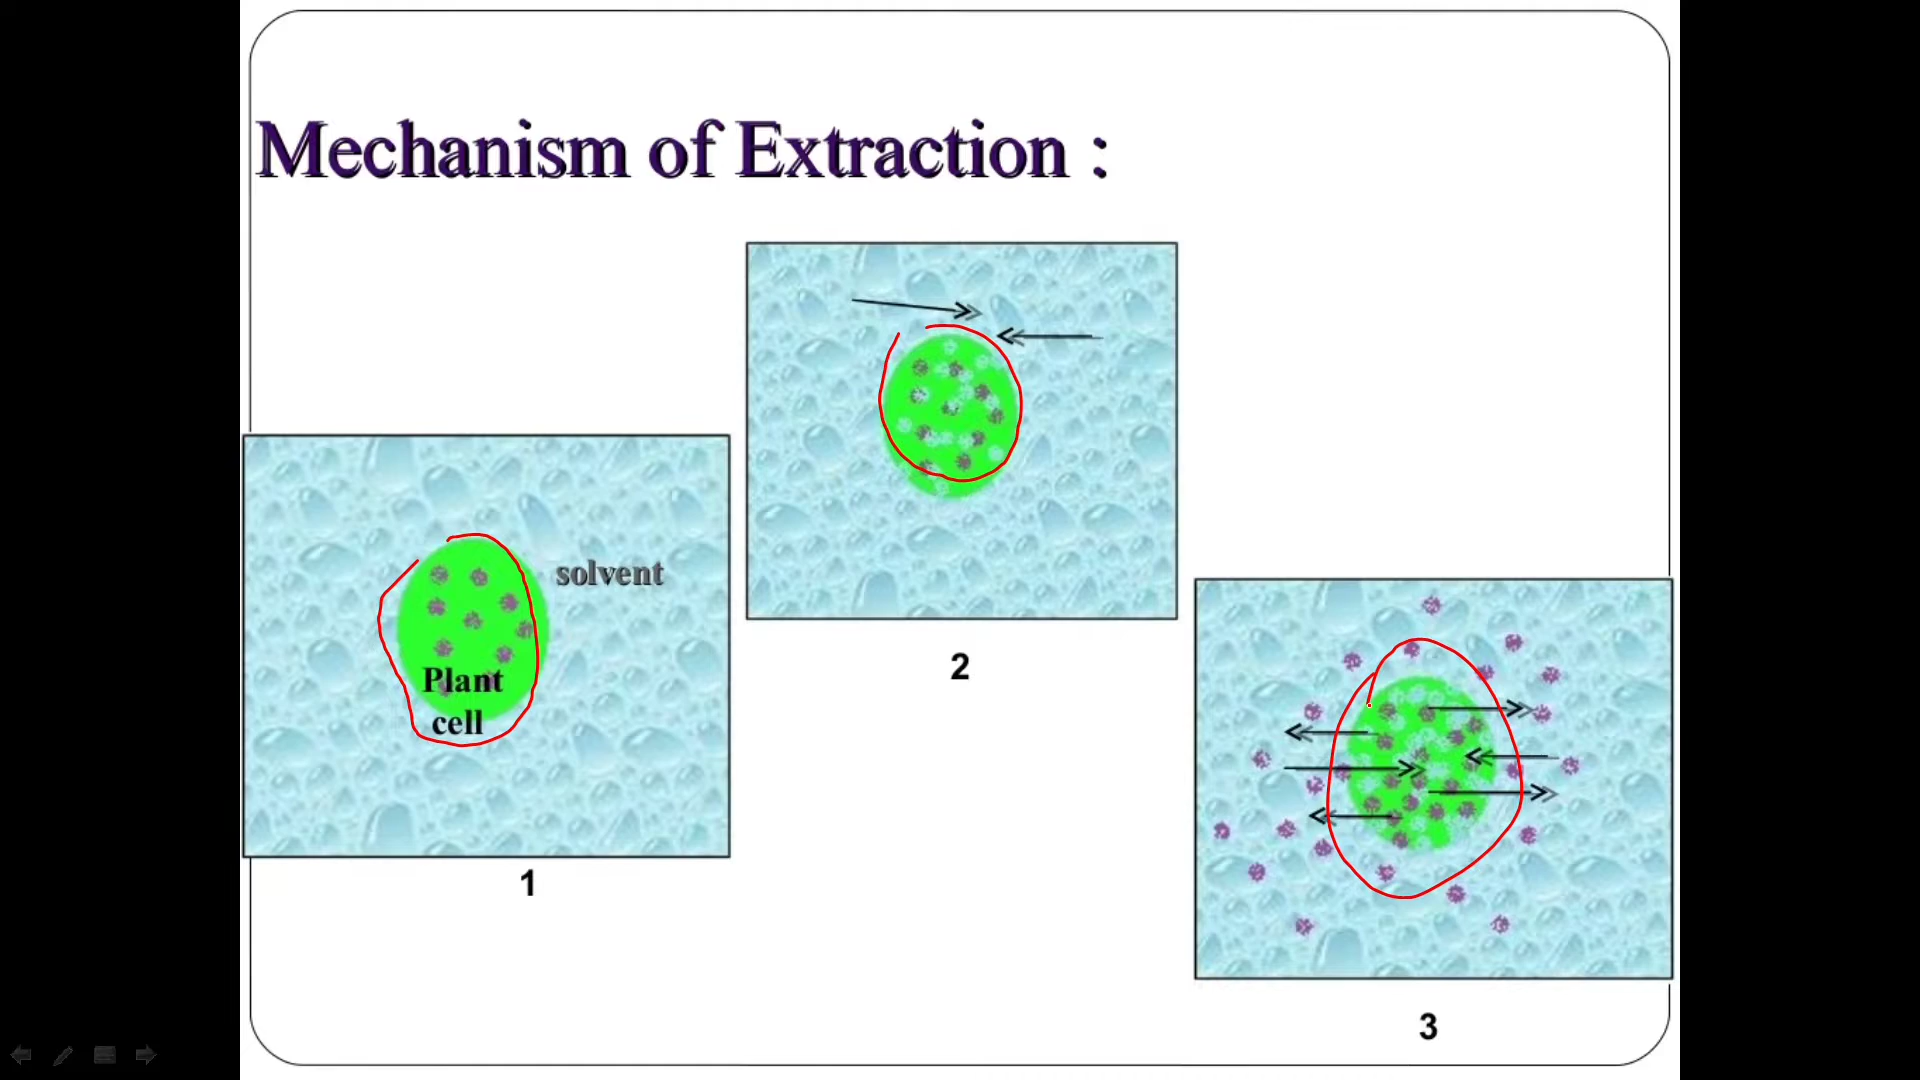 Mechanism of Extraction :
solvent
Plant
cell
1
2
3